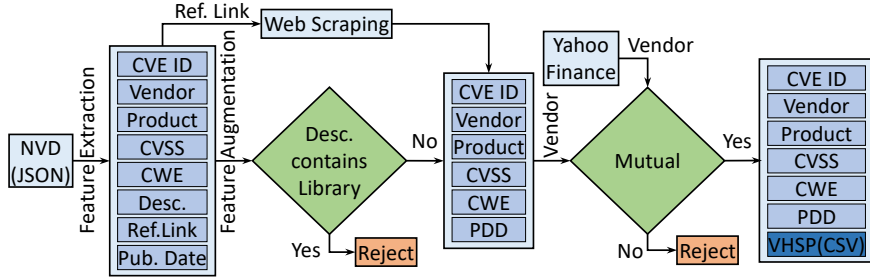 Ref. Link
Web Scraping
NVD
(JSON)
Feature Extraction
CVE ID
Vendor
Product
CVSS
CWE
Desc.
Ref.Link
Pub. Date
Feature Augmentation
Desc.
contains
Library
Yes
Reject
No
CVE ID
Vendor
Product
CVSS
CWE
PDD
Vendor
Yahoo
Finance
Vendor
Mutual
No
Reject
Yes
CVE ID
Vendor
Product
CVSS
CWE
PDD
VHSP(CSV)